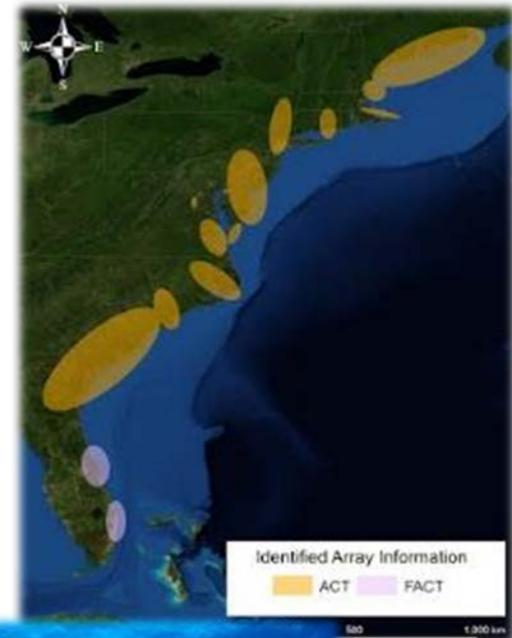 N
W E
S
Identified Array Information
ACT FACT
500 1,000 km